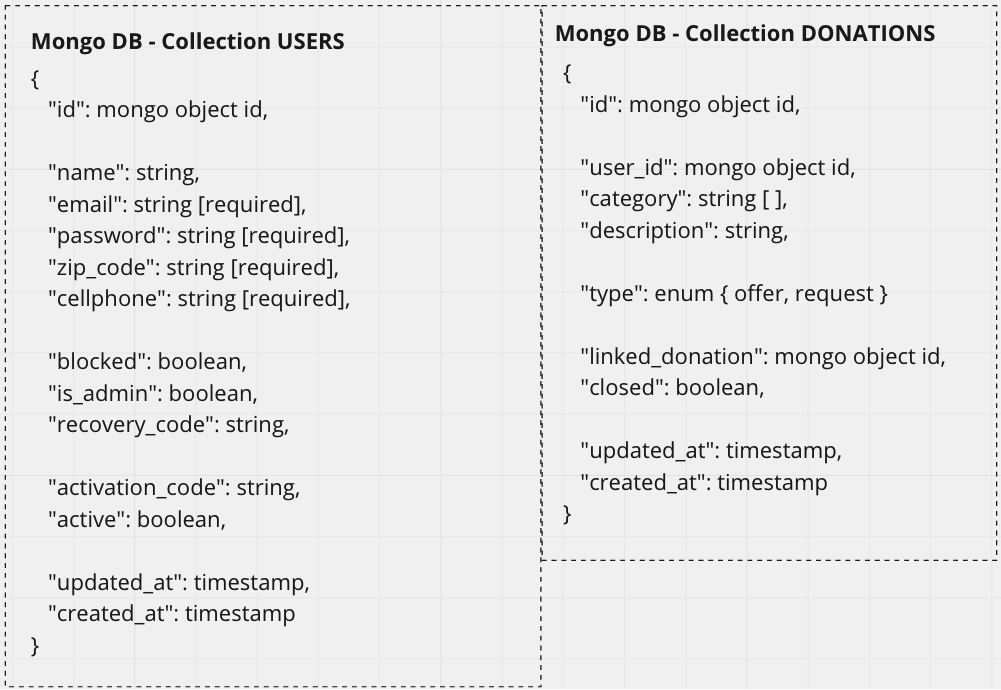 Mongo DB - Collection USERS
{
"id": mongo object id,
"name": string,
"email": string [required],
"password": string [required],
"zip_code": string [required],
"cellphone": string [required],
"blocked": boolean,
"is_admin": boolean,
"recovery_code": string,
"activation_code": string,
"active": boolean,
"updated_at": timestamp,
"created_at": timestamp
}
Mongo DB - Collection DONATIONS
{
"id": mongo object id,
"user_id": mongo object id,
"category": string [ ],
"description": string,
"type": enum { offer, request }
"linked_donation": mongo object id,
"closed": boolean,
"updated_at": timestamp,
"created_at": timestamp
}